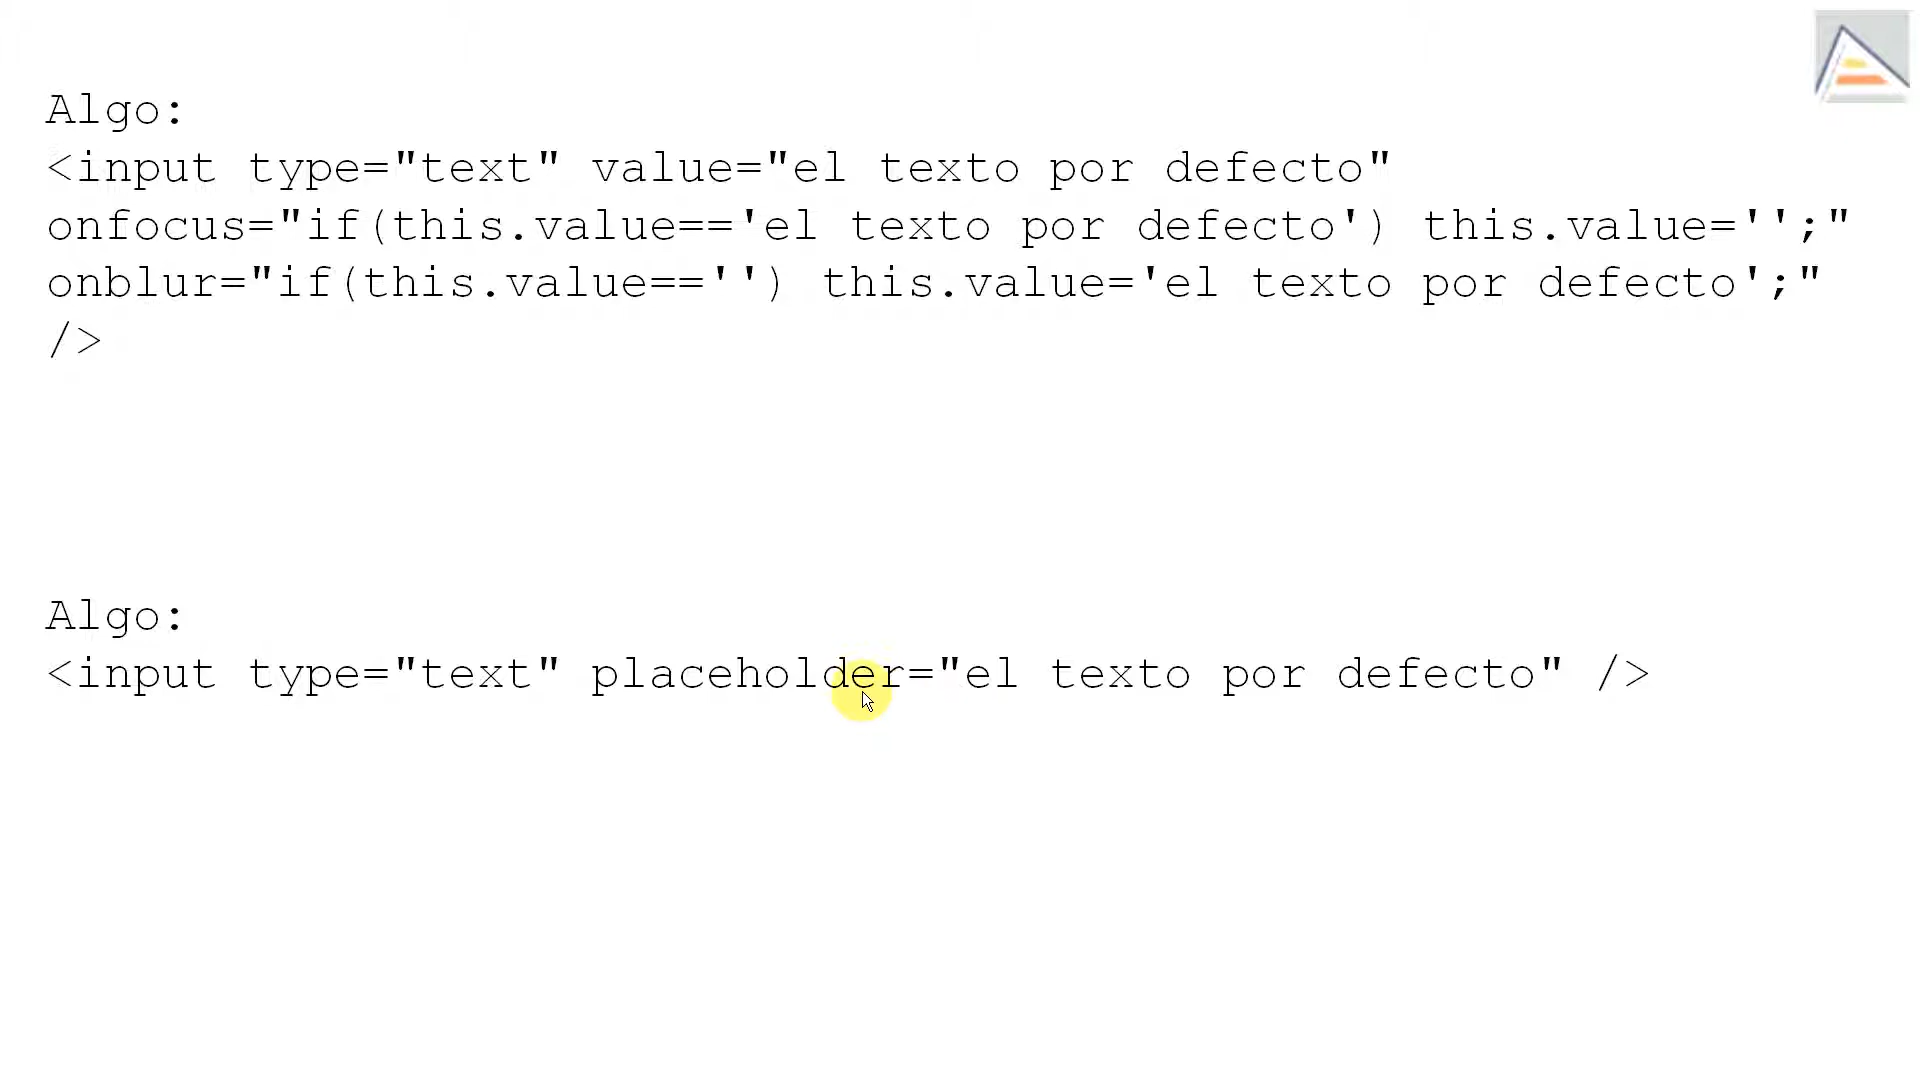 Algo:
<input type="text" value="el texto por defecto"
onfocus="if(this.value=='el texto por defecto') this.value='';"
onblur="if(this.value=='') this.value='el texto por defecto';"
/>
Algo:
<input type="text" placeholder="el texto por defecto" />